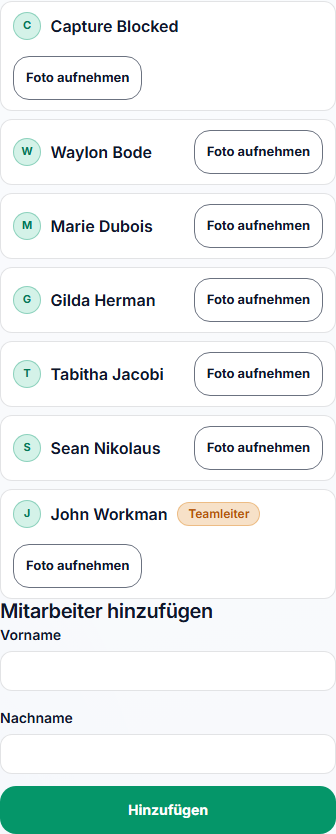 C Capture Blocked
Foto aufnehmen
W Waylon Bode Foto aufnehmen
M Marie Dubois Foto aufnehmen
G Gilda Herman Foto aufnehmen
T Tabitha Jacobi Foto aufnehmen
S Sean Nikolaus Foto aufnehmen
J John Workman Teamleiter
Foto aufnehmen
Mitarbeiter hinzufügen
Vorname
Nachname
Hinzufügen